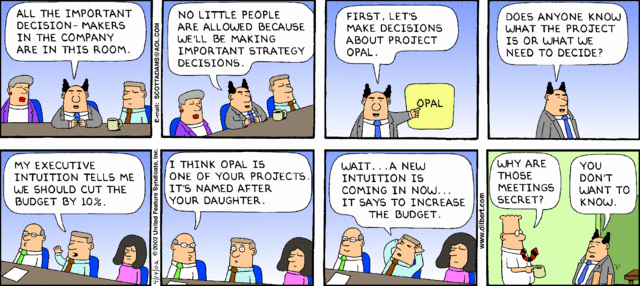 ALL THE IMPORTANT
DECISION-MAKERS
IN THE COMPANY
ARE IN THIS ROOM.
E-mail: SCOTTADAMS@AOL.COM
NO LITTLE PEOPLE
ARE ALLOWED BECAUSE
WE'LL BE MAKING
IMPORTANT STRATEGY
DECISIONS.
FIRST, LET'S
MAKE DECISIONS
ABOUT PROJECT
OPAL.
OPAL
DOES ANYONE KNOW
WHAT THE PROJECT
IS OR WHAT WE
NEED TO DECIDE?
MY EXECUTIVE
INTUITION TELLS ME
WE SHOULD CUT THE
BUDGET BY 10%.
© 2002 United Feature Syndicate, Inc.
I THINK OPAL IS
ONE OF YOUR PROJECTS.
IT'S NAMED AFTER
YOUR DAUGHTER.
WAIT...A NEW
INTUITION IS
COMING IN NOW...
IT SAYS TO INCREASE
THE BUDGET.
www.dilbert.com
WHY ARE
THOSE
MEETINGS
SECRET?
YOU
DON'T
WANT TO
KNOW.